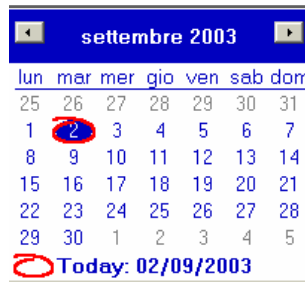 settembre 2003
lun mar mer gio ven sab dom
25 26 27 28 29 30 31
1 2 3 4 5 6 7
8 9 10 11 12 13 14
15 16 17 18 19 20 21
22 23 24 25 26 27 28
29 30 1 2 3 4 5
Today: 02/09/2003